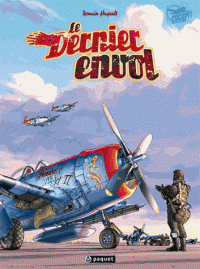 Romain Hugault
Le
Dernier
envol
paquet